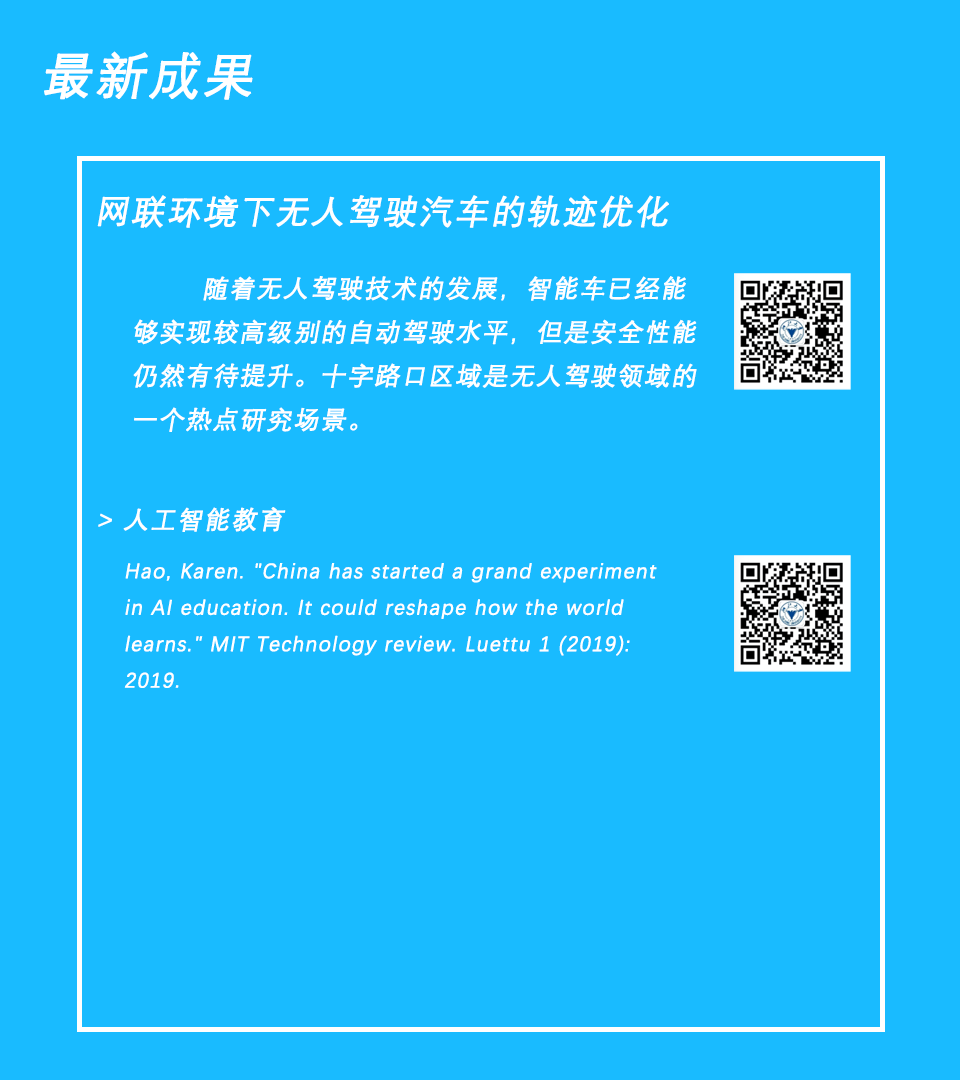 最新成果
网联环境下无人驾驶汽车的轨迹优化
随着无人驾驶技术的发展，智能车已经能
够实现较高级别的自动驾驶水平，但是安全性能
仍然有待提升。十字路口区域是无人驾驶领域的
一个热点研究场景。
> 人工智能教育
Hao, Karen. "China has started a grand experiment
in AI education. It could reshape how the world
learns." MIT Technology review. Luettu 1 (2019):
2019.